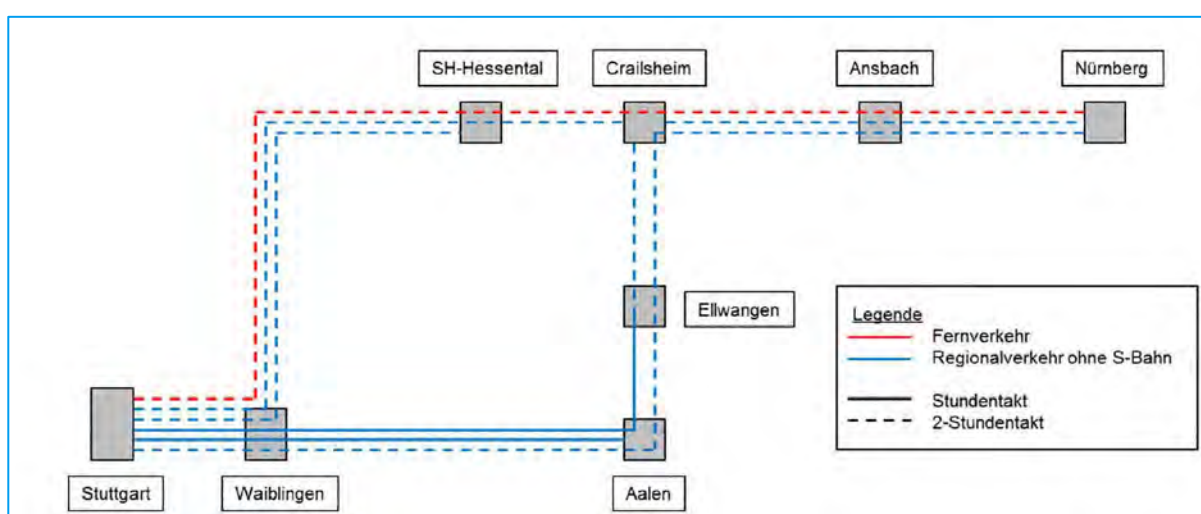 SH-Hessental
Crailsheim
Ansbach
Nürnberg
Ellwangen
Legende
Fernverkehr
Regionalverkehr ohne S-Bahn
Stundentakt
2-Stundentakt
Stuttgart
Waiblingen
Aalen